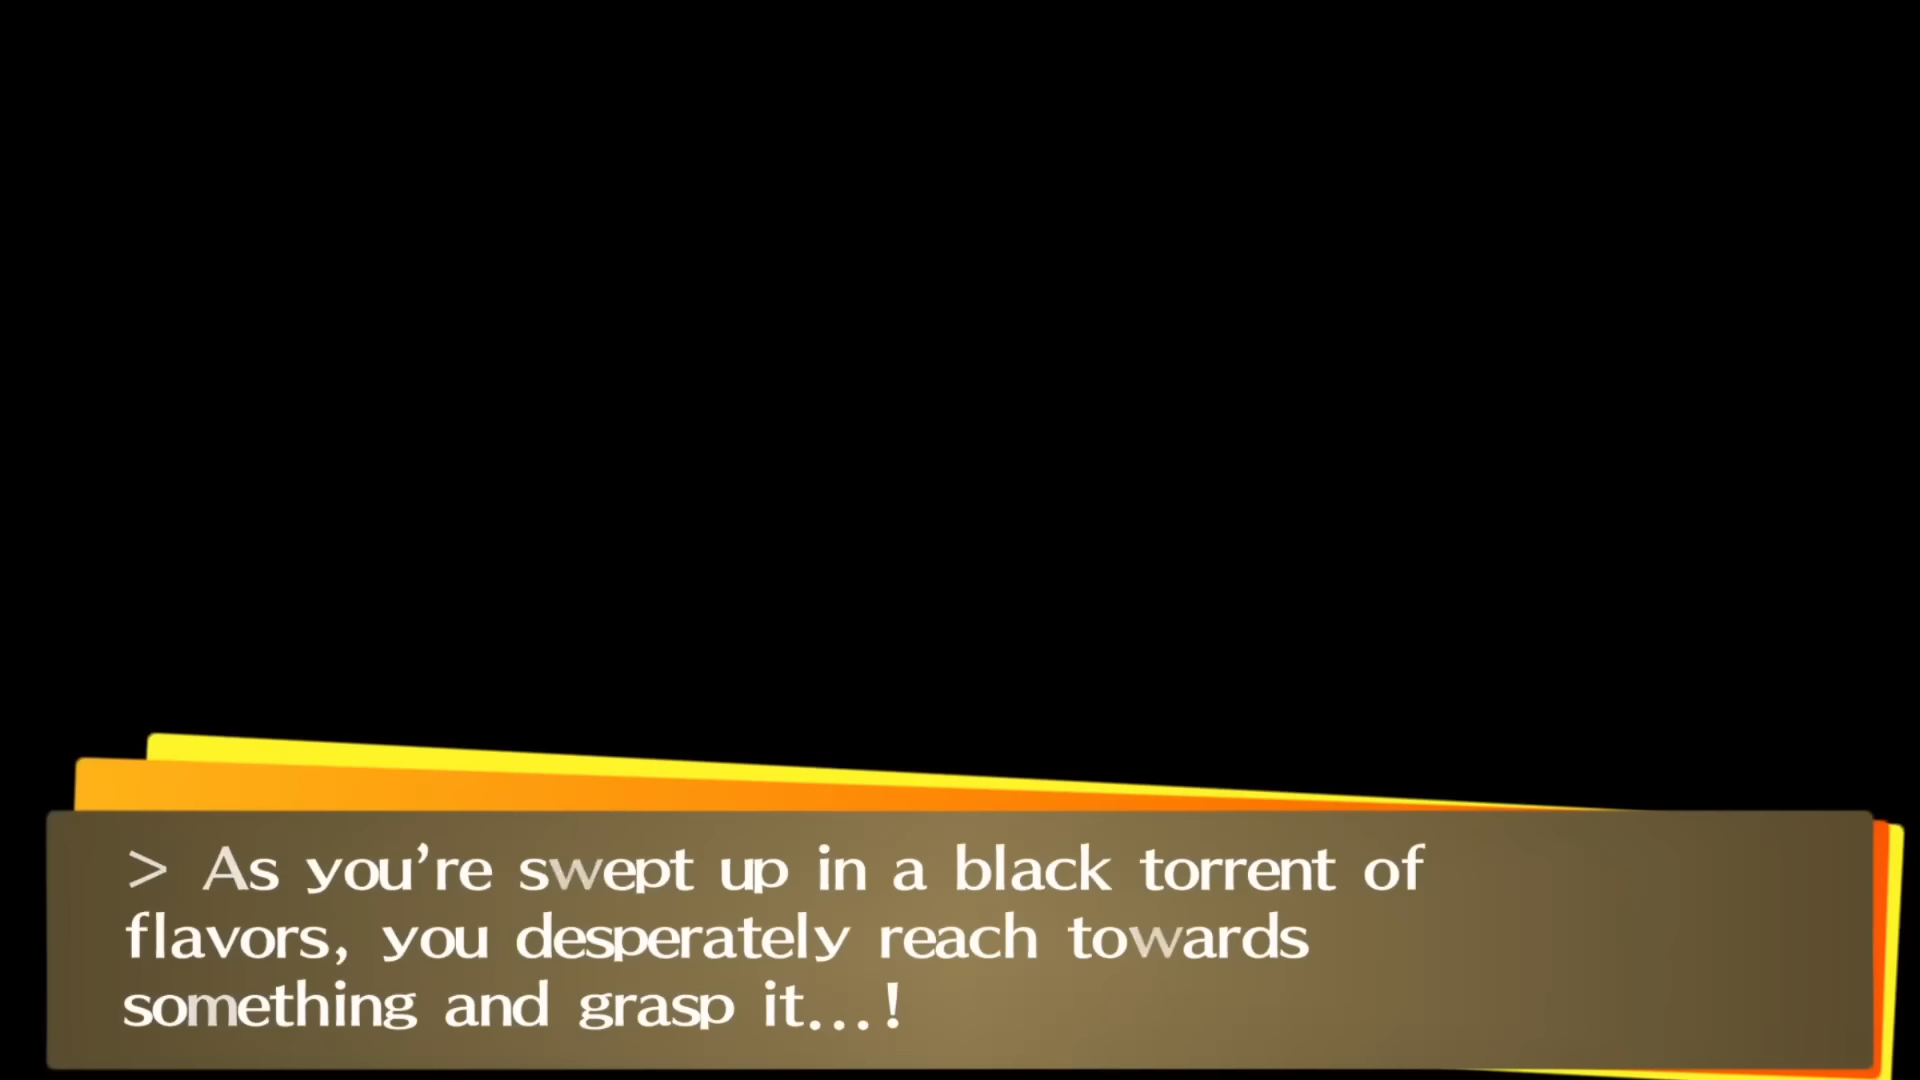 > As you’re swept up in a black torrent of
flavors, you desperately reach towards
something and grasp it...!